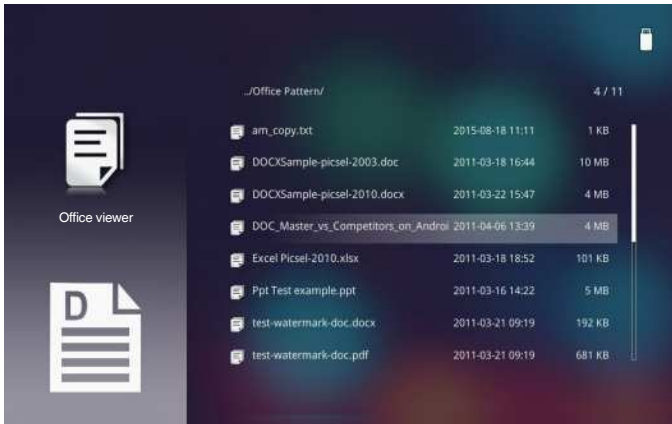 ../Office Pattern/ 4 / 11
am_copy.txt 2015-08-18 11:11 1 KB
DOCXSample-picsel-2003.doc 2011-03-18 16:44 10 MB
DOCXSample-picsel-2010.docx 2011-03-22 15:47 4 MB
Office viewer
DOC_Master_vs_Competitors_on_Androi 2011-04-06 13:39 4 MB
Excel Picsel-2010.xlsx 2011-03-18 18:52 101 KB
Ppt Test example.ppt 2011-03-16 14:22 5 MB
D
test-watermark-doc.docx 2011-03-21 09:19 192 KB
test-watermark-doc.pdf 2011-03-21 09:19 681 KB